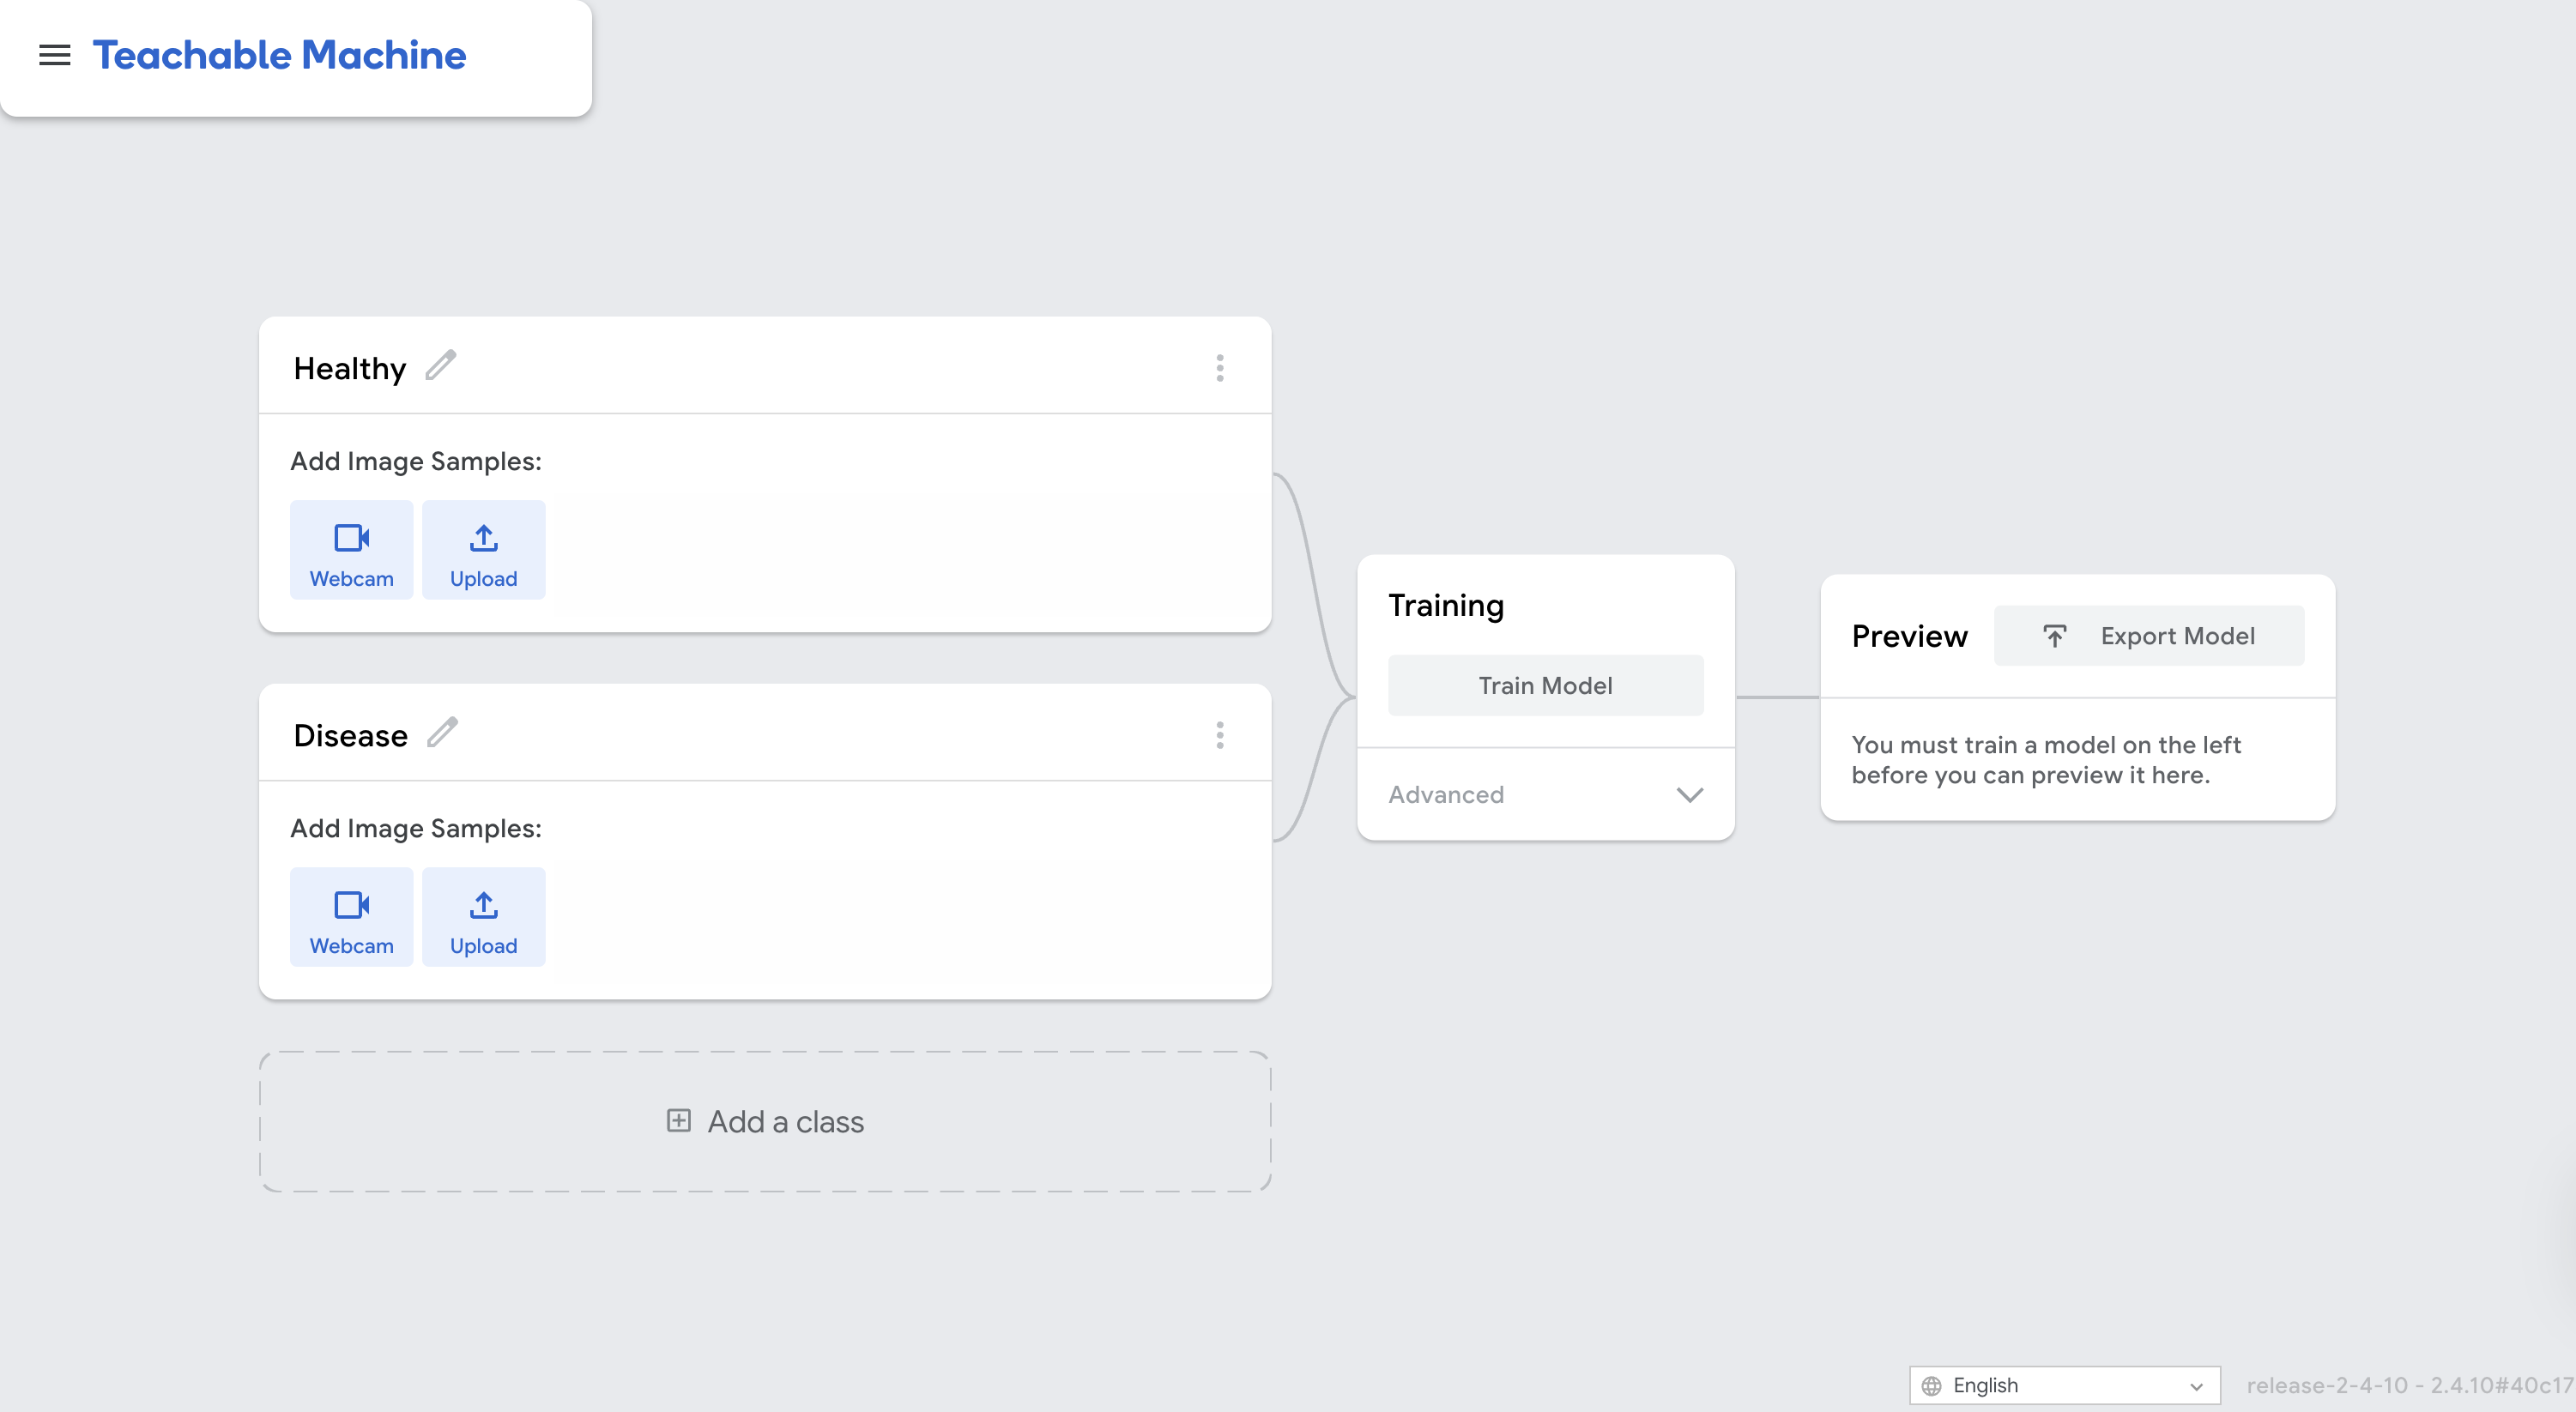 Teachable Machine
Healthy
Add Image Samples:
Webcam
Upload
Disease
Add Image Samples:
Webcam
Upload
Add a class
Training
Train Model
Advanced
Preview
Export Model
You must train a model on the left
before you can preview it here.
English
release-2-4-10 - 2.4.10#40c17